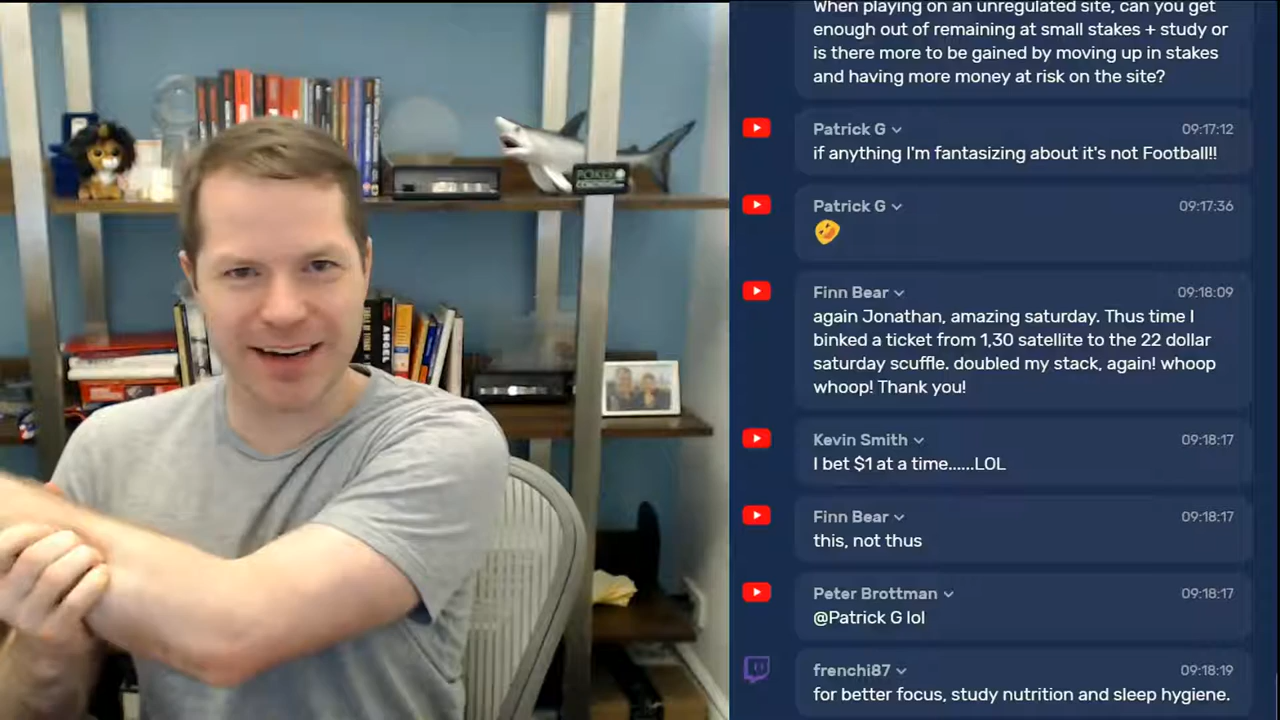 When playing on an unregulated site, can you get
enough out of remaining at small stakes + study or
is there more to be gained by moving up in stakes
and having more money at risk on the site?
Patrick G 09:17:12
if anything I'm fantasizing about it's not Football!!
Patrick G 09:17:36
🤣
Finn Bear 09:18:09
again Jonathan, amazing saturday. Thus time I
binked a ticket from 1,30 satellite to the 22 dollar
saturday scuffle. doubled my stack, again! whoop
whoop! Thank you!
Kevin Smith 09:18:17
I bet $1 at a time......LOL
Finn Bear 09:18:17
this, not thus
Peter Brottman 09:18:17
@Patrick G lol
frenchi87 09:18:19
for better focus, study nutrition and sleep hygiene.
POKER
COACHING
ANGEL